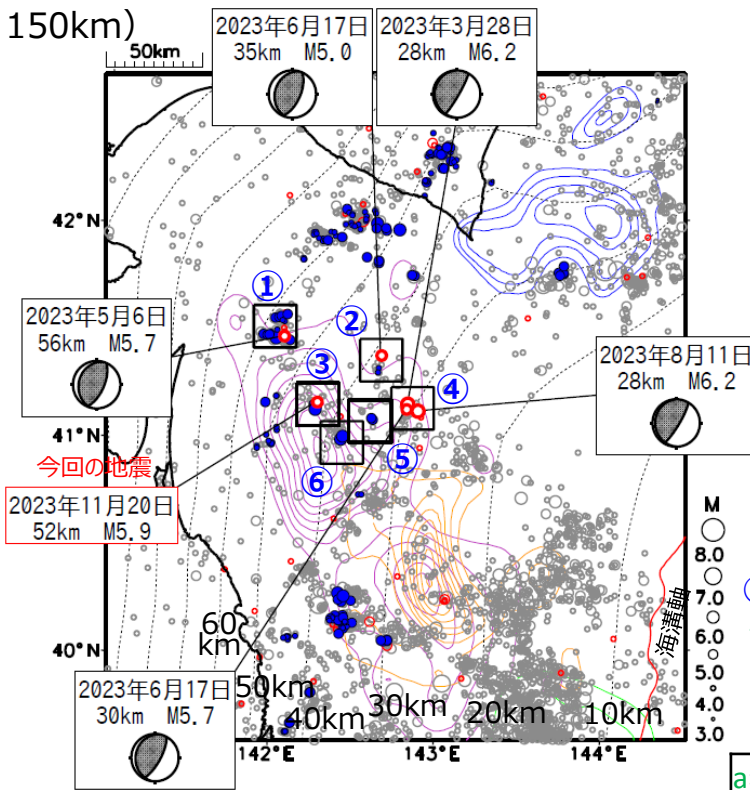 150km）
50km
2023年6月17日
35km M5.0
2023年3月28日
28km M6.2
42°N
①
②
2023年5月6日
56km M5.7
③
④
2023年8月11日
28km M6.2
41°N
今回の地震
⑤
⑥
2023年11月20日
52km M5.9
M
8.0
7.0
6.0
5.0
4.0
3.0
海溝軸
60
km
40°N
2023年6月17日
30km M5.7
50km
40km
30km
20km
10km
142°E
143°E
144°E
a